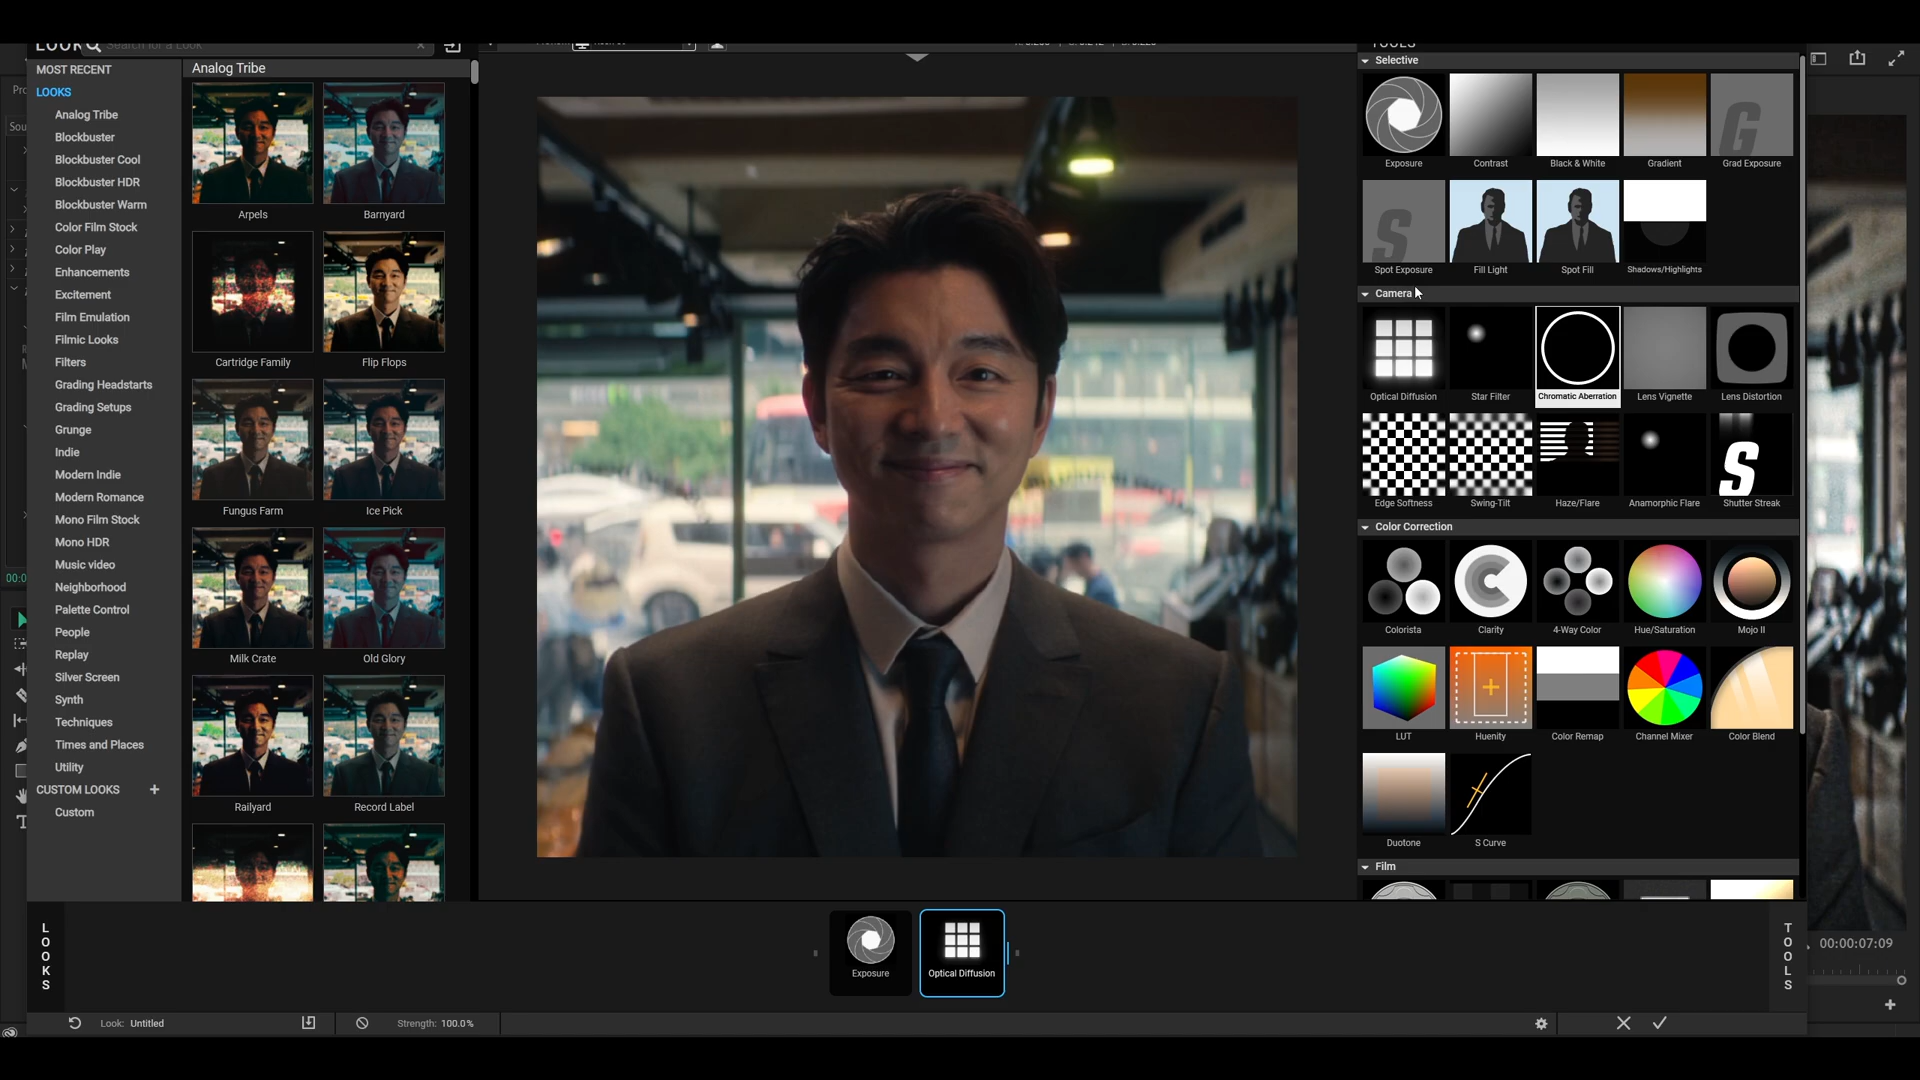 LOOKS
Search for a Look
MOST RECENT
LOOKS
Analog Tribe
Blockbuster
Blockbuster Cool
Blockbuster HDR
Blockbuster Warm
Color Film Stock
Color Play
Enhancements
Excitement
Film Emulation
Filmic Looks
Filters
Grading Headstarts
Grading Setups
Grunge
Indie
Modern Indie
Modern Romance
Mono Film Stock
Mono HDR
Music video
Neighborhood
Palette Control
People
Replay
Silver Screen
Synth
Techniques
Times and Places
Utility
CUSTOM LOOKS
Custom
Analog Tribe
Arpels
Barnyard
Cartridge Family
Flip Flops
Fungus Farm
Ice Pick
Milk Crate
Old Glory
Railyard
Record Label
TOOLS
Selective
Exposure
Contrast
Black & White
Gradient
Grad Exposure
Spot Exposure
Fill Light
Spot Fill
Shadows/Highlights
Camera
Optical Diffusion
Star Filter
Chromatic Aberration
Lens Vignette
Lens Distortion
Edge Softness
Swing-Tilt
Haze/Flare
Anamorphic Flare
Shutter Streak
Color Correction
Colorista
Clarity
4-Way Color
Hue/Saturation
Mojo II
LUT
Huenity
Color Remap
Channel Mixer
Color Blend
Duotone
S Curve
Film
LOOKS
Exposure
Optical Diffusion
TOOLS
Look: Untitled
Strength: 100.0%
00:00:07:09